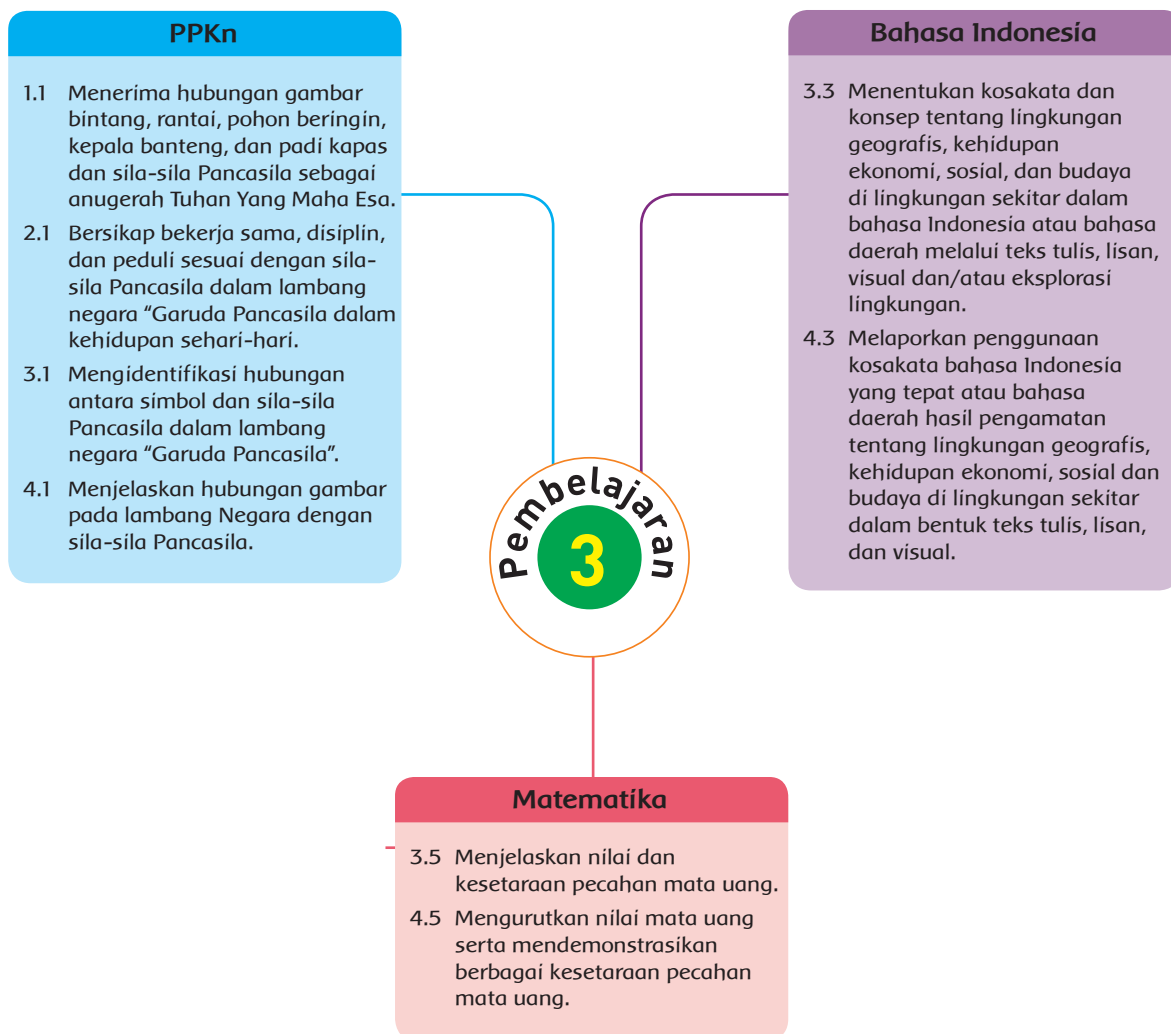 PPKn
1.1 Menerima hubungan gambar
bintang, rantai, pohon beringin,
kepala banteng, dan padi kapas
dan sila-sila Pancasila sebagai
anugerah Tuhan Yang Maha Esa.
2.1 Bersikap bekerja sama, disiplin,
dan peduli sesuai dengan sila-
sila Pancasila dalam lambang
negara “Garuda Pancasila dalam
kehidupan sehari-hari.
3.1 Mengidentifikasi hubungan
antara simbol dan sila-sila
Pancasila dalam lambang
negara “Garuda Pancasila”.
4.1 Menjelaskan hubungan gambar
pada lambang Negara dengan
sila-sila Pancasila.
Bahasa Indonesia
3.3 Menentukan kosakata dan
konsep tentang lingkungan
geografis, kehidupan
ekonomi, sosial, dan budaya
di lingkungan sekitar dalam
bahasa Indonesia atau bahasa
daerah melalui teks tulis, lisan,
visual dan/atau eksplorasi
lingkungan.
4.3 Melaporkan penggunaan
kosakata bahasa Indonesia
yang tepat atau bahasa
daerah hasil pengamatan
tentang lingkungan geografis,
kehidupan ekonomi, sosial dan
budaya di lingkungan sekitar
dalam bentuk teks tulis, lisan,
dan visual.
Pembelajaran
3
Matematika
3.5 Menjelaskan nilai dan
kesetaraan pecahan mata uang.
4.5 Mengurutkan nilai mata uang
serta mendemonstrasikan
berbagai kesetaraan pecahan
mata uang.